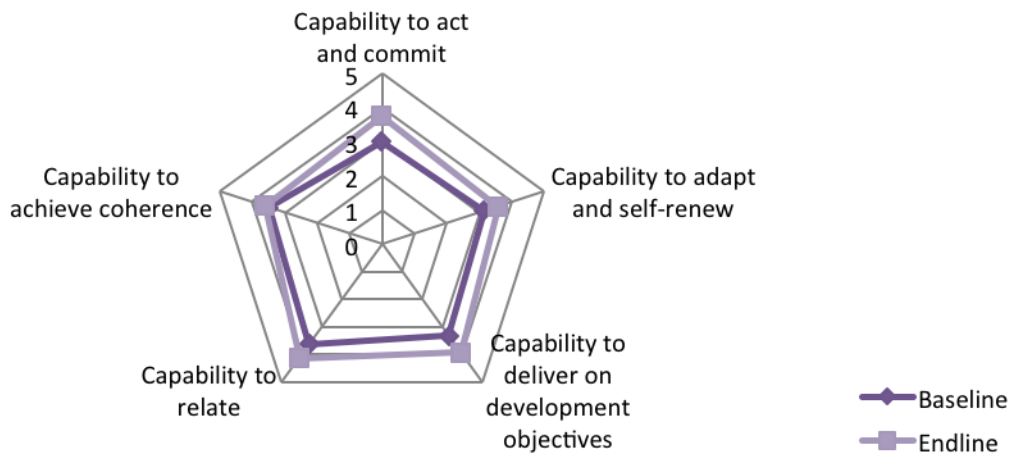 Capability to act
and commit
5
4
3
2
1
0
Capability to adapt
and self-renew
Capability to
deliver on
development
objectives
Capability to
relate
Capability to
achieve coherence
Baseline
Endline